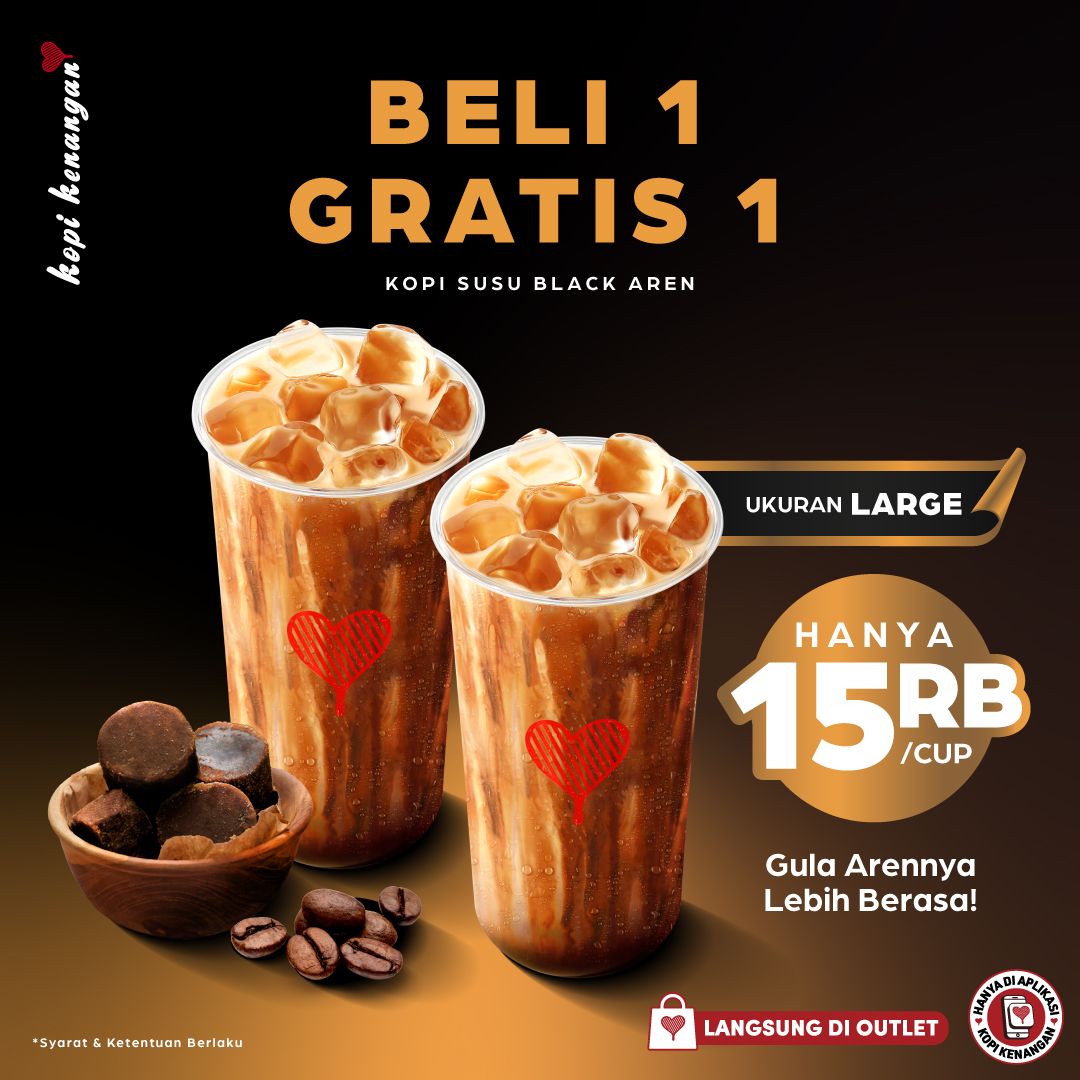 kopi kenangan
BELI 1
GRATIS 1
KOPI SUSU BLACK AREN
UKURAN LARGE
HANYA
15RB
/CUP
Gula Arennya
Lebih Berasa!
*Syarat & Ketentuan Berlaku
LANGSUNG DI OUTLET
HANYA DI APLIKASI
KOPI KENANGAN